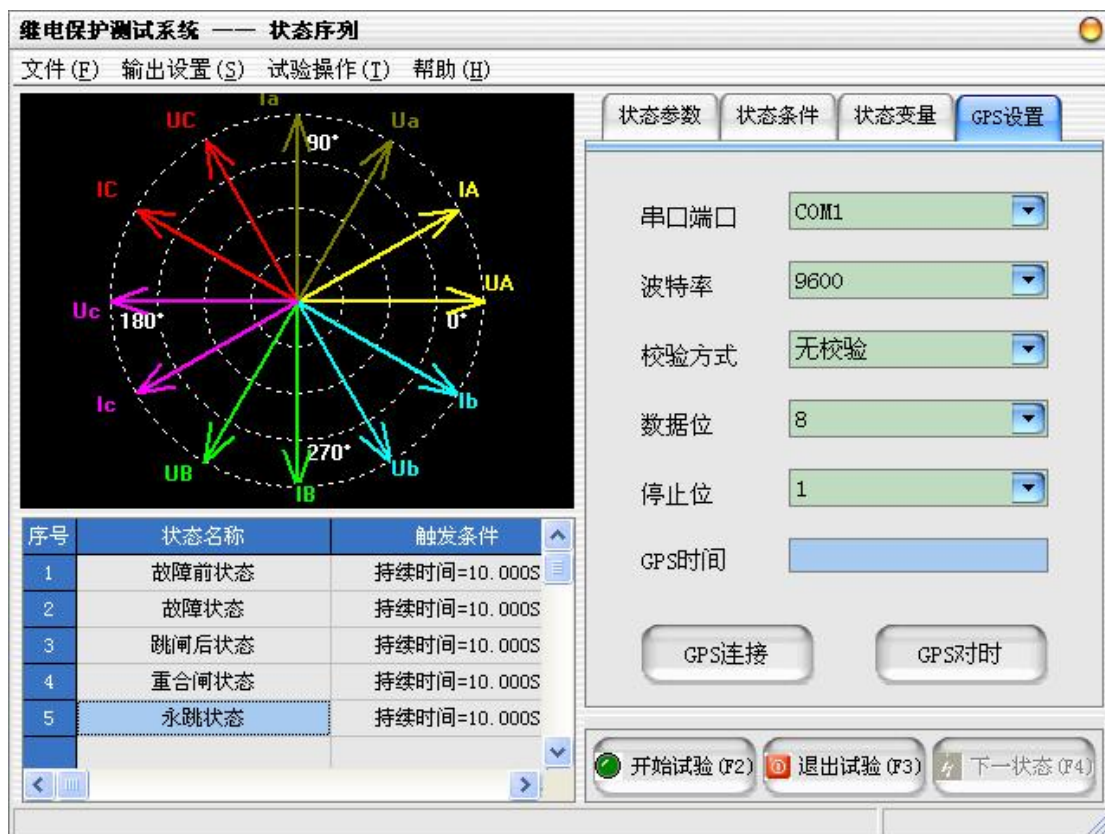 继电保护测试系统 —— 状态序列
文件(F) 输出设置(S) 试验操作(T) 帮助(H)
Ia
UC
Ua
90°
IC
IA
UA
Uc
180°
0°
Ic
Ib
270°
UB
Ub
IB
序号 状态名称 触发条件
1 故障前状态 持续时间=10.000S
2 故障状态 持续时间=10.000S
3 跳闸后状态 持续时间=10.000S
4 重合闸状态 持续时间=10.000S
5 永跳状态 持续时间=10.000S
状态参数 状态条件 状态变量 GPS设置
串口端口 COM1
波特率 9600
校验方式 无校验
数据位 8
停止位 1
GPS时间
GPS连接 GPS对时
开始试验(F2) 退出试验(F3) 下一状态(F4)